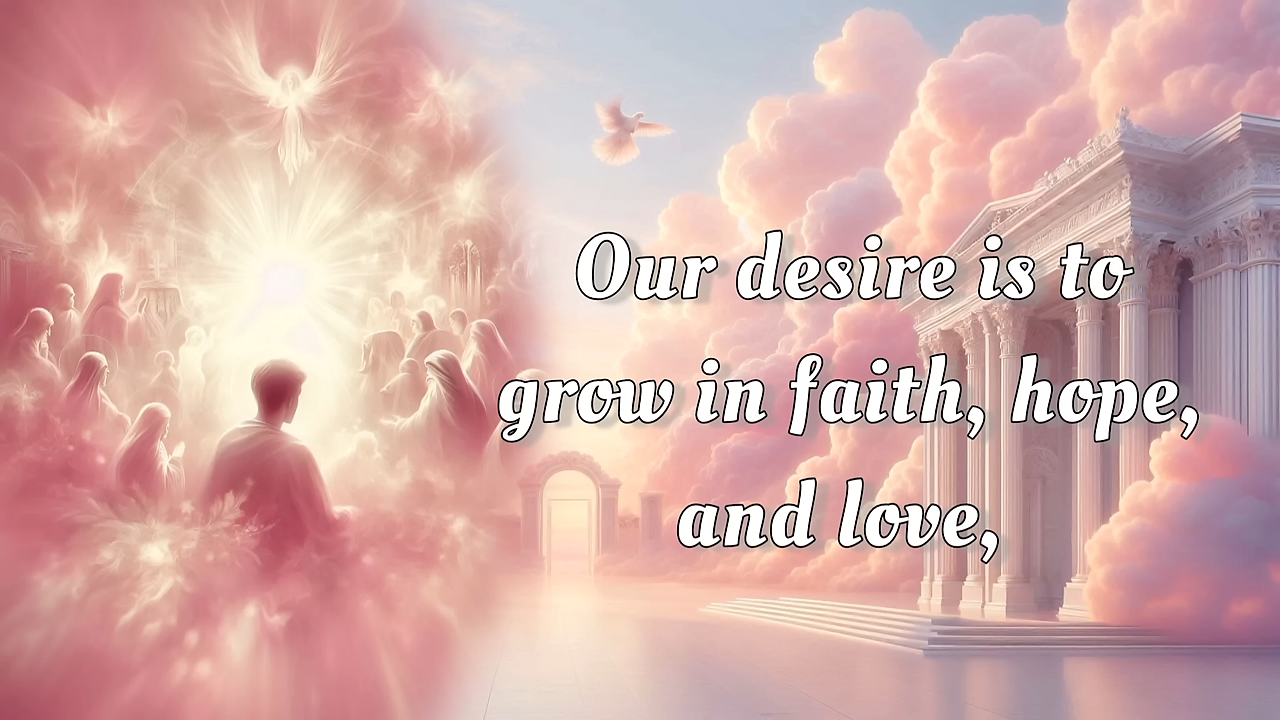 Our desire is to
grow in faith, hope,
and love,